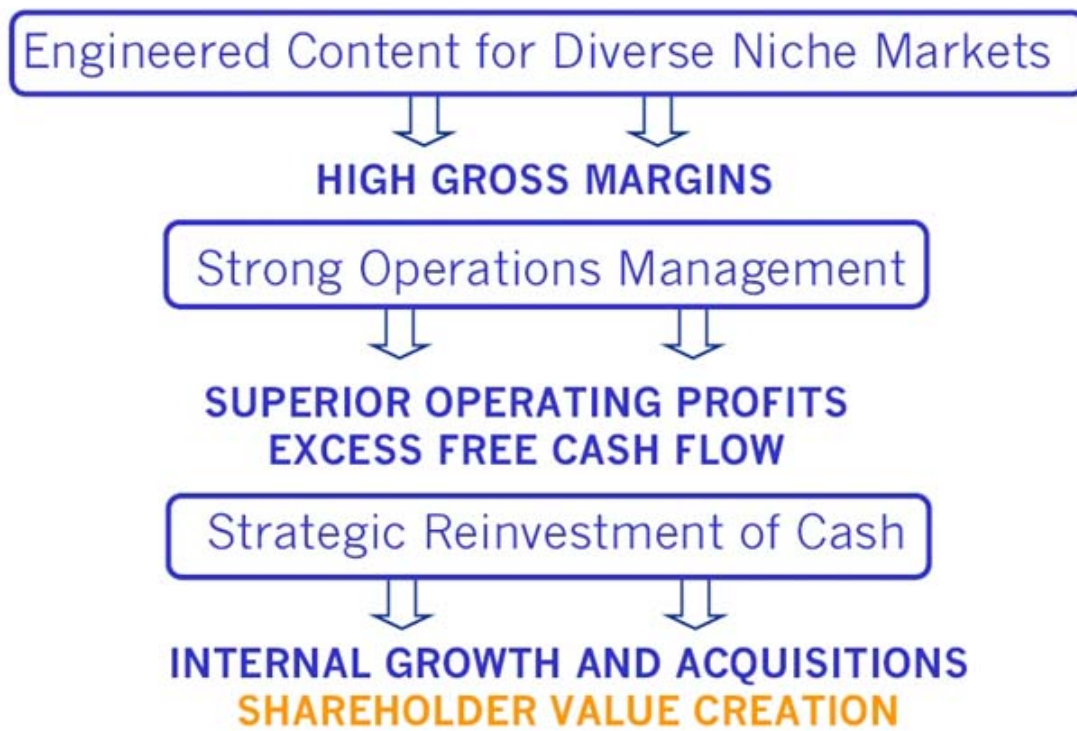 Engineered Content for Diverse Niche Markets
HIGH GROSS MARGINS
Strong Operations Management
SUPERIOR OPERATING PROFITS
EXCESS FREE CASH FLOW
Strategic Reinvestment of Cash
INTERNAL GROWTH AND ACQUISITIONS
SHAREHOLDER VALUE CREATION